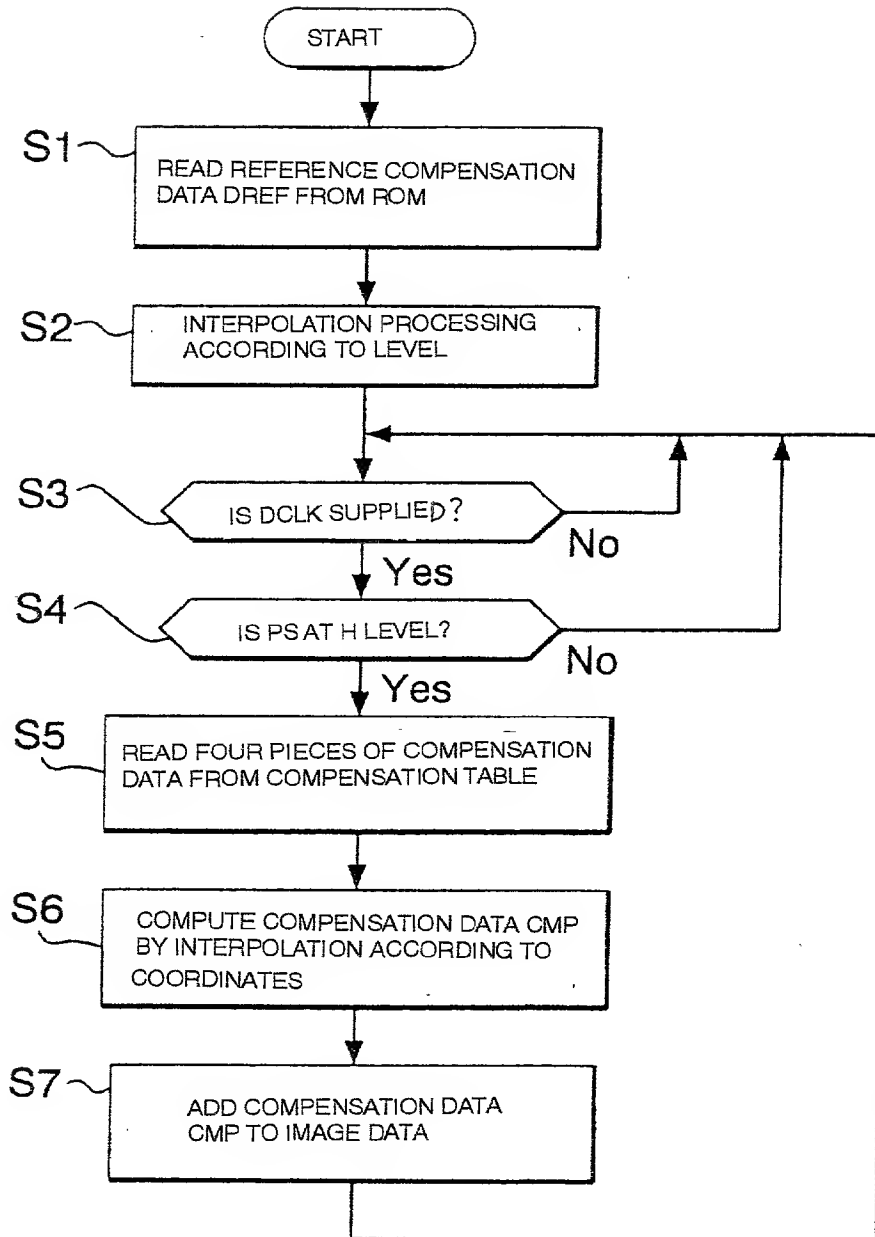 START
S1
READ REFERENCE COMPENSATION
DATA DREF FROM ROM
S2
INTERPOLATION PROCESSING
ACCORDING TO LEVEL
S3
IS DCLK SUPPLIED?
No
Yes
S4
IS PS AT H LEVEL?
No
Yes
S5
READ FOUR PIECES OF COMPENSATION
DATA FROM COMPENSATION TABLE
S6
COMPUTE COMPENSATION DATA CMP
BY INTERPOLATION ACCORDING TO
COORDINATES
S7
ADD COMPENSATION DATA
CMP TO IMAGE DATA